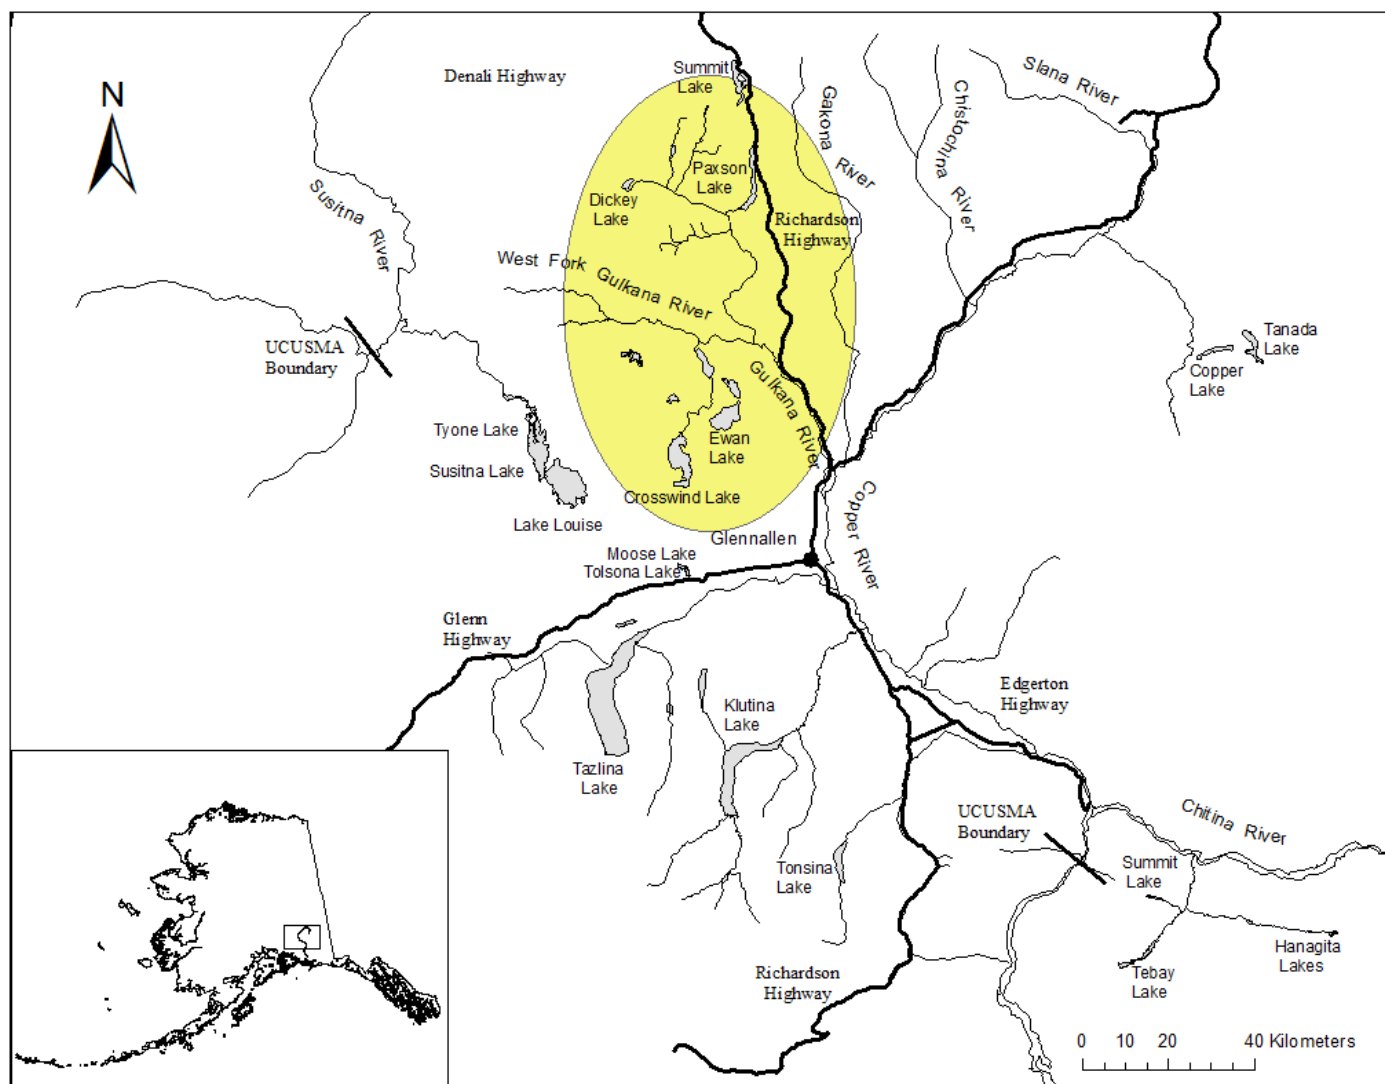 Denali Highway
Summit
Lake
Slana River
N
Gakona River
Chistochina River
Paxson
Lake
Dickey
Lake
Susitna River
Richardson
Highway
West Fork Gulkana River
UCUSMA
Boundary
Tanada
Lake
Copper
Lake
Gulkana River
Tyone Lake
Ewan
Lake
Susitna Lake
Crosswind Lake
Lake Louise
Copper River
Glennallen
Moose Lake
Tolsona Lake
Glenn
Highway
Edgerton
Highway
Klutina
Lake
Tazlina
Lake
UCUSMA
Boundary
Chitina River
Tonsina
Lake
Summit
Lake
Hanagita
Lakes
Richardson
Highway
Tebay
Lake
0 10 20 40 Kilometers